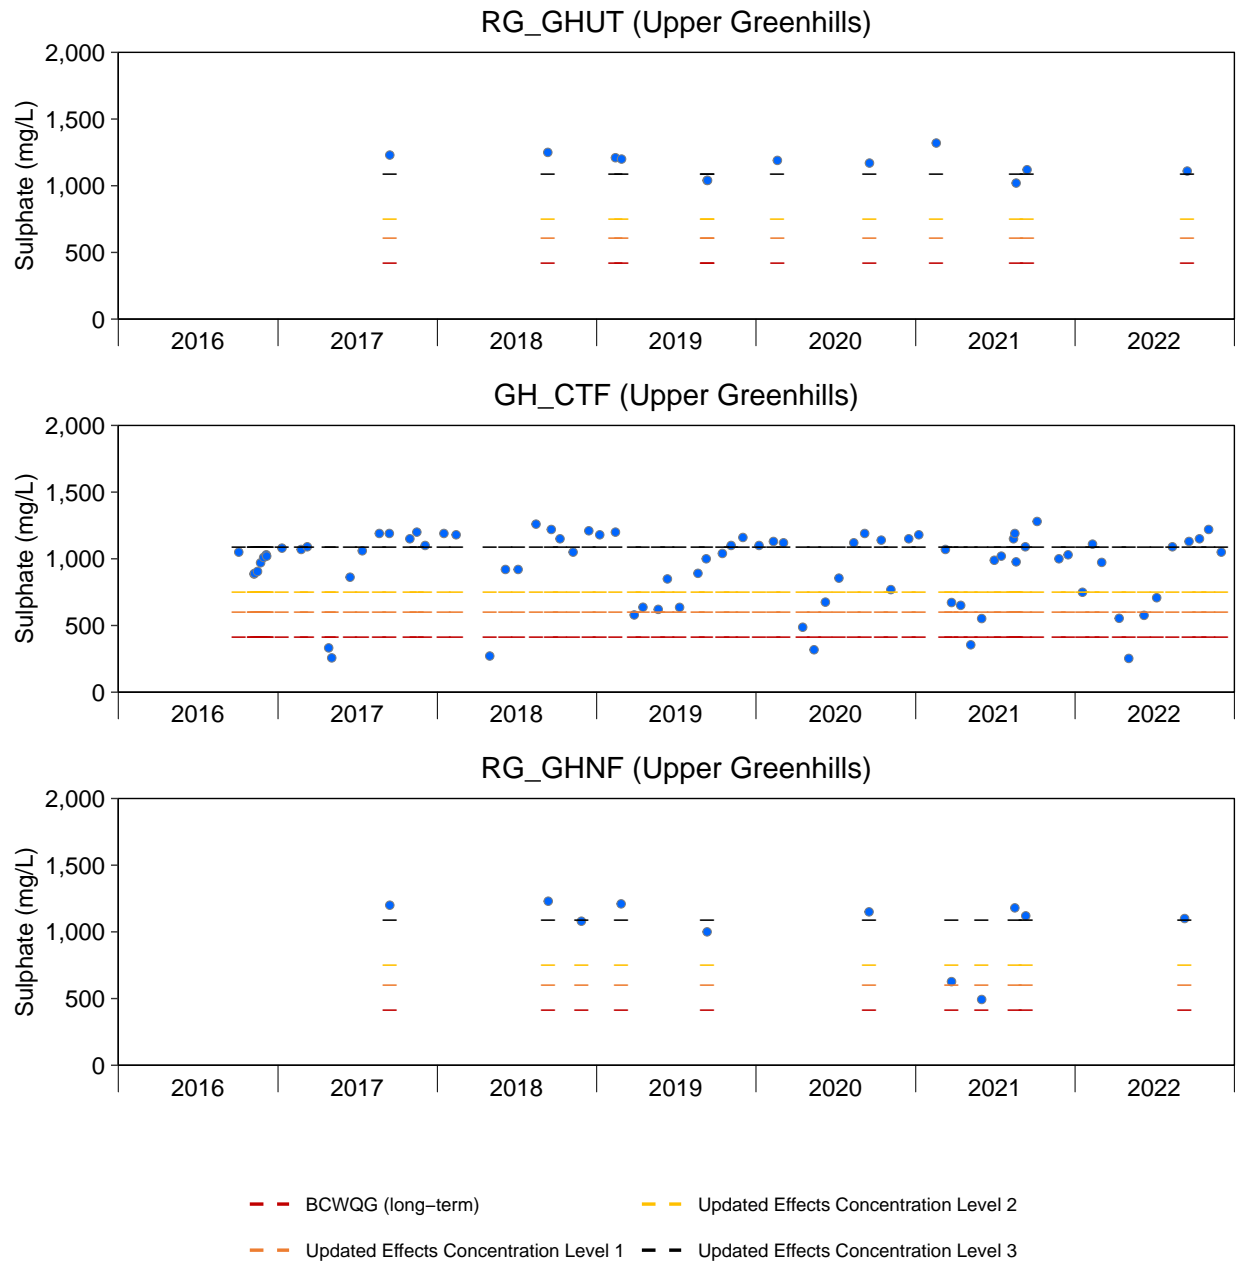 RG_GHUT (Upper Greenhills)
Sulphate (mg/L)
2,000
1,500
1,000
500
0
2016 2017 2018 2019 2020 2021 2022
GH_CTF (Upper Greenhills)
Sulphate (mg/L)
2,000
1,500
1,000
500
0
2016 2017 2018 2019 2020 2021 2022
RG_GHNF (Upper Greenhills)
Sulphate (mg/L)
2,000
1,500
1,000
500
0
2016 2017 2018 2019 2020 2021 2022
BCWQG (long−term)
Updated Effects Concentration Level 2
Updated Effects Concentration Level 1
Updated Effects Concentration Level 3